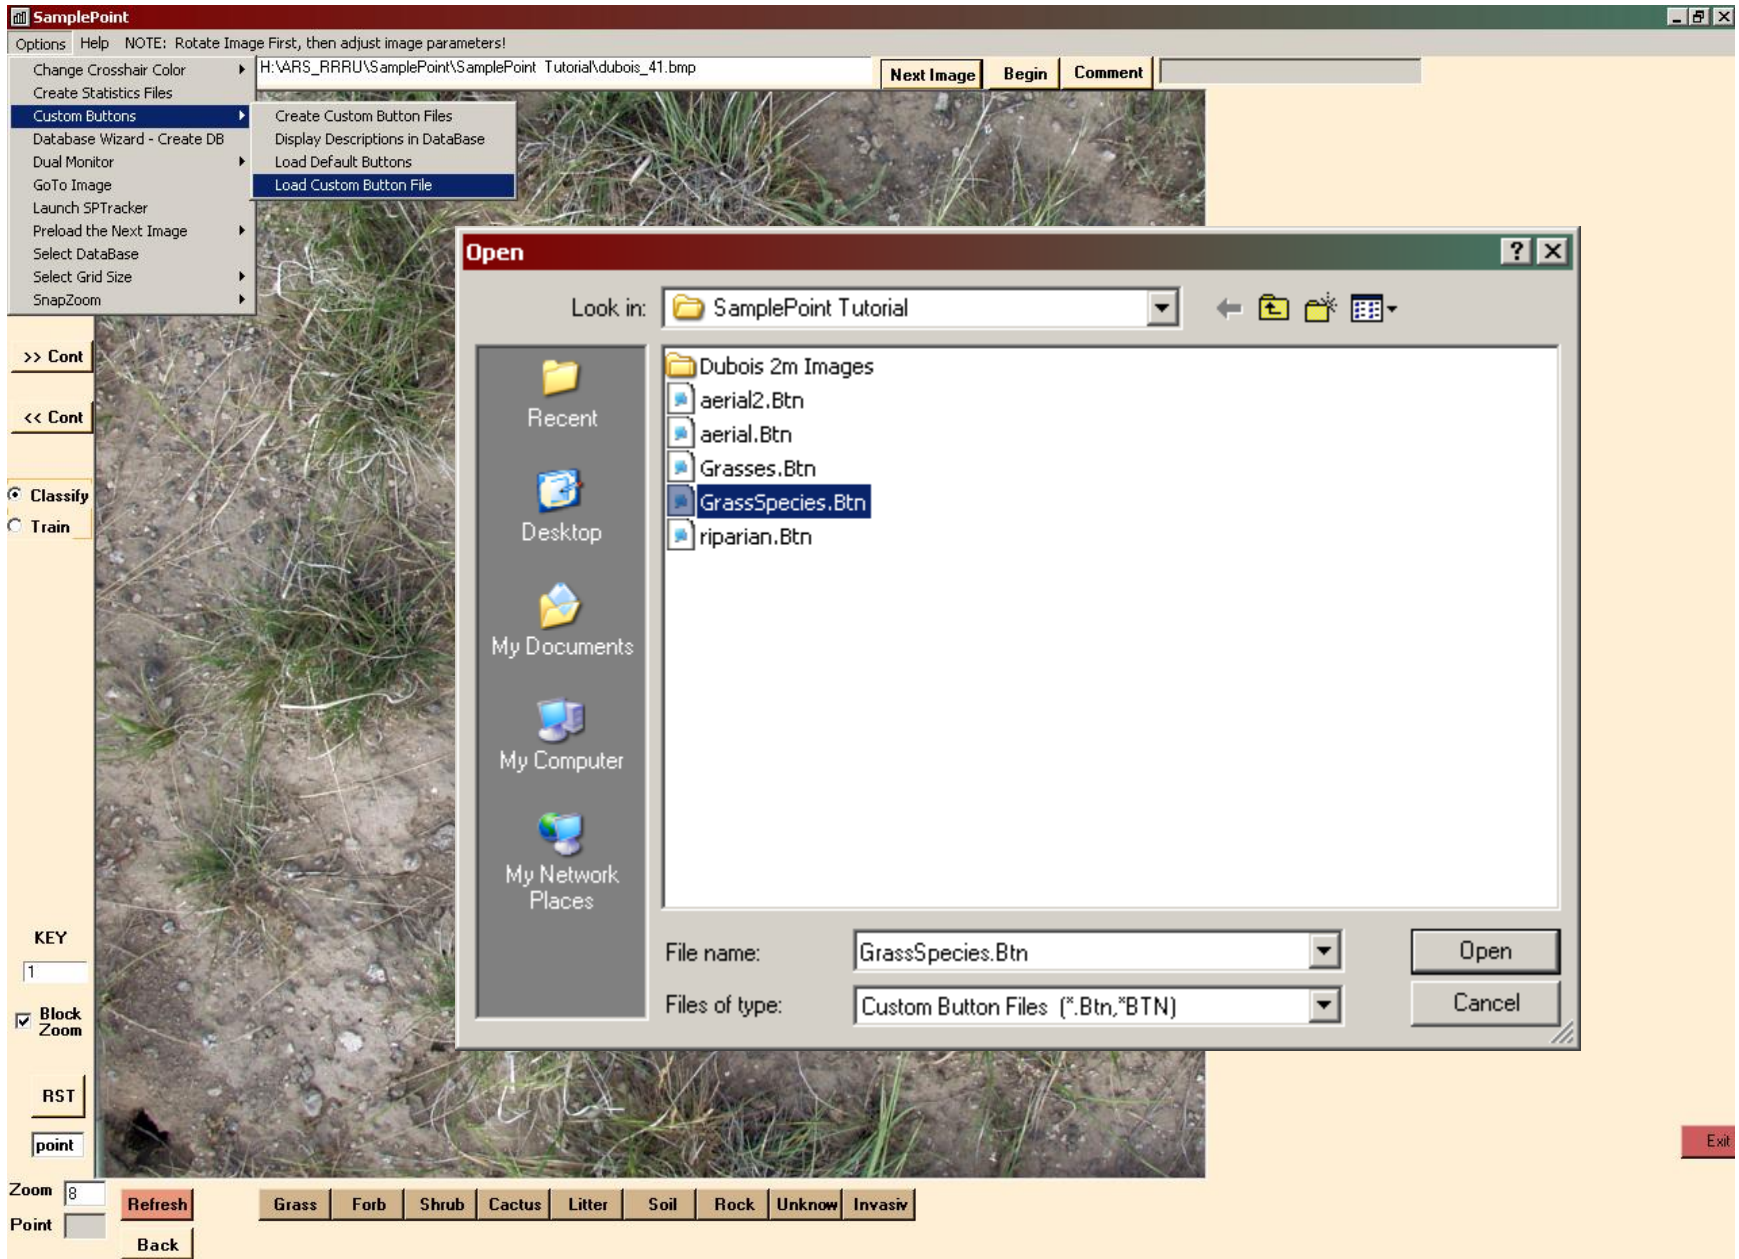 SamplePoint
Options Help NOTE: Rotate Image First, then adjust image parameters!
H:\ARS_RRRU\SamplePoint\SamplePoint Tutorial\dubois_41.bmp
Next Image Begin Comment
Change Crosshair Color
Create Statistics Files
Custom Buttons
Database Wizard - Create DB
Dual Monitor
GoTo Image
Launch SPTracker
Preload the Next Image
Select DataBase
Select Grid Size
SnapZoom
Create Custom Button Files
Display Descriptions in DataBase
Load Default Buttons
Load Custom Button File
Open
Look in: SamplePoint Tutorial
Recent
Desktop
My Documents
My Computer
My Network
Places
Dubois 2m Images
aerial2.Btn
aerial.Btn
Grasses.Btn
GrassSpecies.Btn
riparian.Btn
File name: GrassSpecies.Btn Open
Files of type: Custom Button Files (*.Btn,*BTN) Cancel
>> Cont
<< Cont
Classify
Train
KEY
1
Block
Zoom
RST
point
Exit
Zoom 8
Point
Refresh
Back
Grass Forb Shrub Cactus Litter Soil Rock Unknow Invasiv